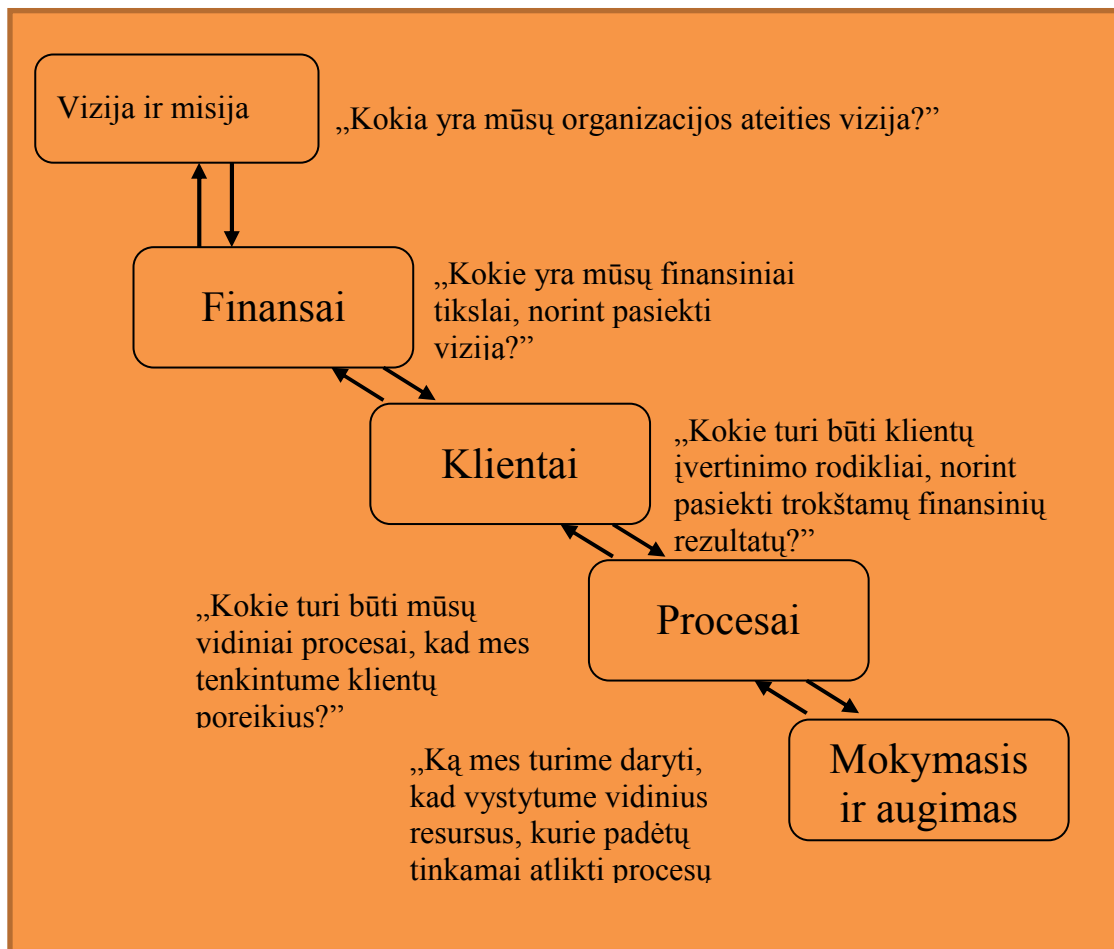 Vizija ir misija
„Kokia yra mūsų organizacijos ateities vizija?”
Finansai
„Kokie yra mūsų finansiniai
tikslai, norint pasiekti
viziją?”
Klientai
„Kokie turi būti klientų
įvertinimo rodikliai, norint
pasiekti trokštamų finansinių
rezultatų?”
Procesai
„Kokie turi būti mūsų
vidiniai procesai, kad mes
tenkintume klientų
poreikius?”
Mokymasis
ir augimas
„Ką mes turime daryti,
kad vystytume vidinius
resursus, kurie padėtų
tinkamai atlikti procesų